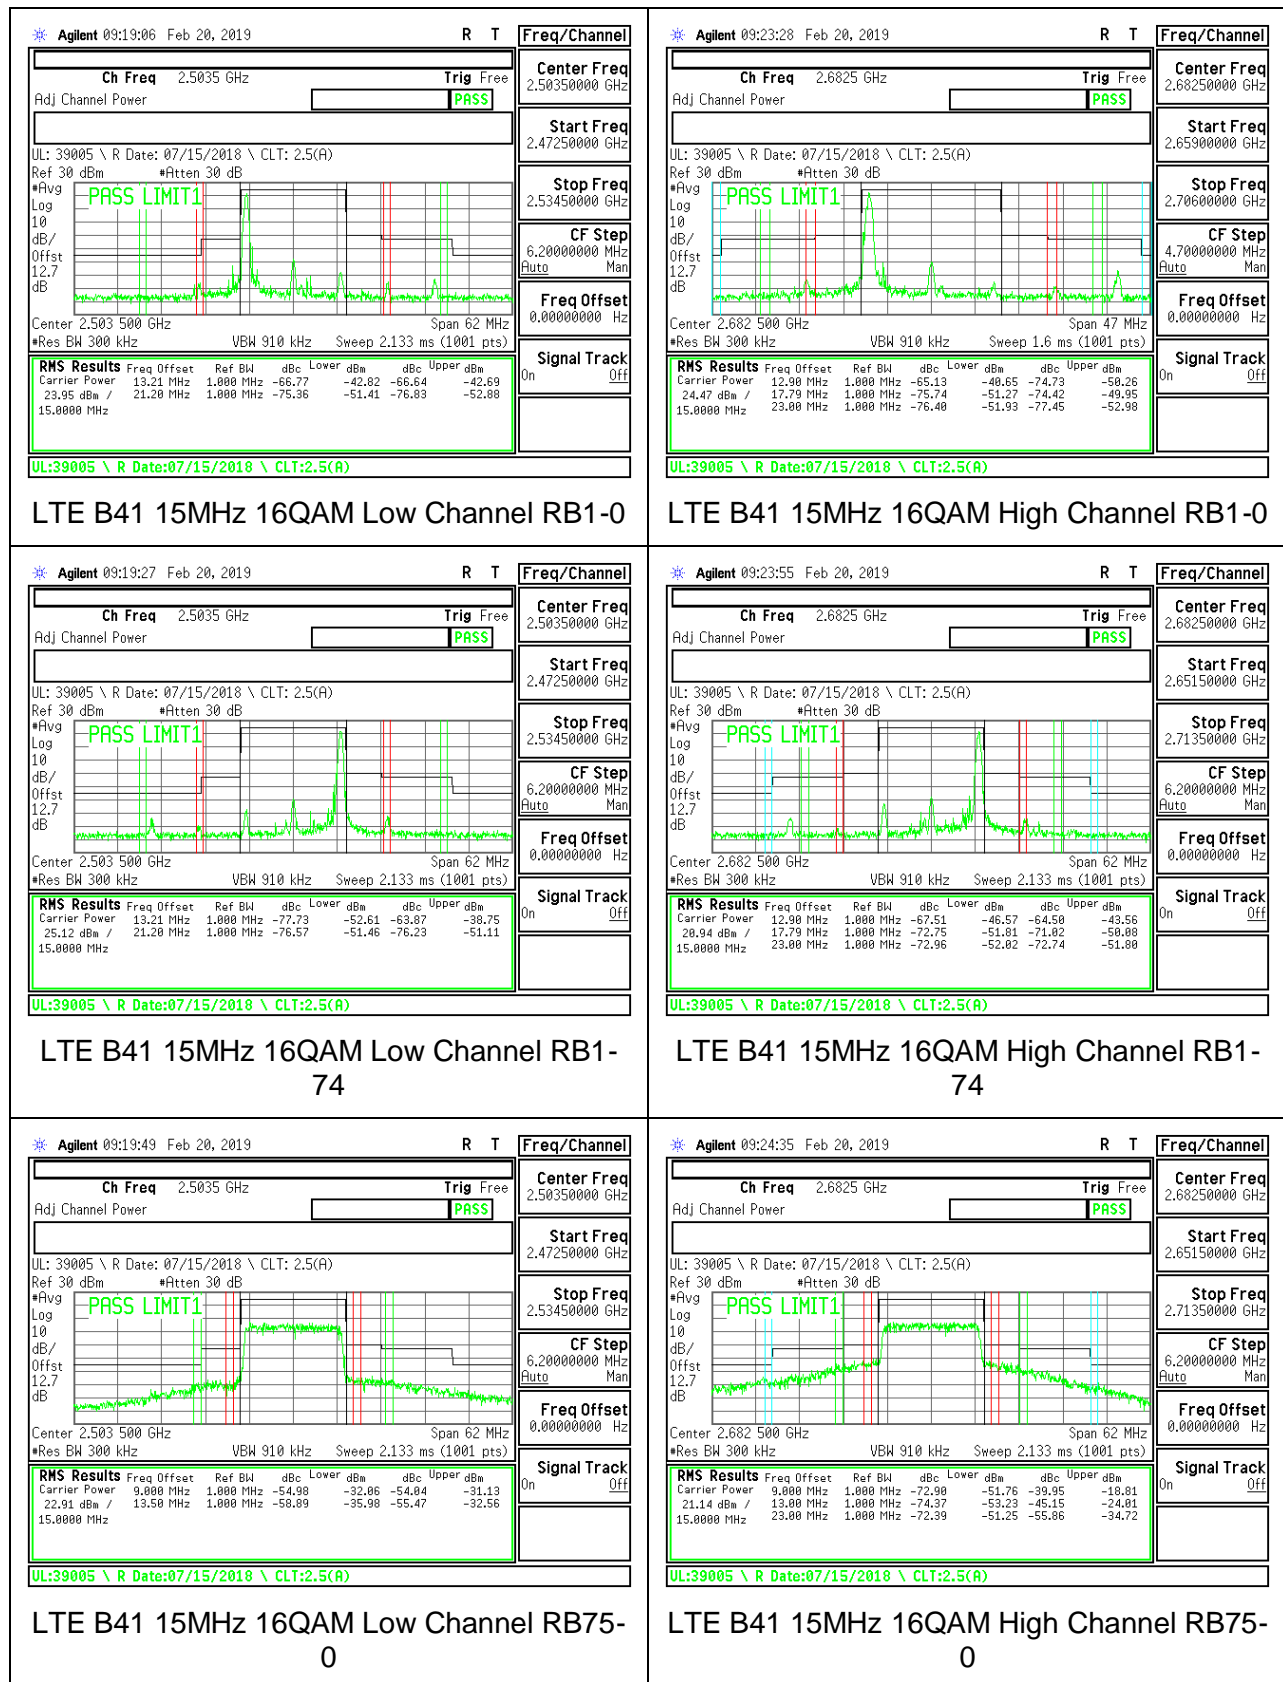 Agilent 09:19:06 Feb 20, 2019 R T Freq/Channel
Ch Freq 2.5035 GHz Trig Free
Adj Channel Power PASS
Center Freq
2.50350000 GHz
Start Freq
2.47250000 GHz
UL: 39005 \ R Date: 07/15/2018 \ CLT: 2.5(A)
Ref 30 dBm #Atten 30 dB
Stop Freq
2.53450000 GHz
#Avg
Log
10
dB/
Offst
12.7
dB
PASS LIMIT1
CF Step
6.20000000 MHz
Auto Man
Freq Offset
0.00000000 Hz
Center 2.503 500 GHz Span 62 MHz
#Res BW 300 kHz VBW 910 kHz Sweep 2.133 ms (1001 pts)
Signal Track
On Off
RMS Results Freq Offset Ref BW dBc Lower dBm dBc Upper dBm
Carrier Power 13.21 MHz 1.000 MHz -66.77 -42.82 -66.64 -42.69
23.95 dBm / 21.20 MHz 1.000 MHz -75.36 -51.41 -76.83 -52.88
15.0000 MHz
UL:39005 \ R Date:07/15/2018 \ CLT:2.5(A)
LTE B41 15MHz 16QAM Low Channel RB1-0
Agilent 09:23:28 Feb 20, 2019 R T Freq/Channel
Ch Freq 2.6825 GHz Trig Free
Adj Channel Power PASS
Center Freq
2.68250000 GHz
Start Freq
2.65900000 GHz
UL: 39005 \ R Date: 07/15/2018 \ CLT: 2.5(A)
Ref 30 dBm #Atten 30 dB
Stop Freq
2.70600000 GHz
#Avg
Log
10
dB/
Offst
12.7
dB
PASS LIMIT1
CF Step
4.70000000 MHz
Auto Man
Freq Offset
0.00000000 Hz
Center 2.682 500 GHz Span 47 MHz
#Res BW 300 kHz VBW 910 kHz Sweep 1.6 ms (1001 pts)
Signal Track
On Off
RMS Results Freq Offset Ref BW dBc Lower dBm dBc Upper dBm
Carrier Power 12.90 MHz 1.000 MHz -65.13 -40.65 -74.73 -50.26
24.47 dBm / 17.79 MHz 1.000 MHz -75.74 -51.27 -74.42 -49.95
15.0000 MHz 23.00 MHz 1.000 MHz -76.40 -51.93 -77.45 -52.98
UL:39005 \ R Date:07/15/2018 \ CLT:2.5(A)
LTE B41 15MHz 16QAM High Channel RB1-0
Agilent 09:19:27 Feb 20, 2019 R T Freq/Channel
Ch Freq 2.5035 GHz Trig Free
Adj Channel Power PASS
Center Freq
2.50350000 GHz
Start Freq
2.47250000 GHz
UL: 39005 \ R Date: 07/15/2018 \ CLT: 2.5(A)
Ref 30 dBm #Atten 30 dB
Stop Freq
2.53450000 GHz
#Avg
Log
10
dB/
Offst
12.7
dB
PASS LIMIT1
CF Step
6.20000000 MHz
Auto Man
Freq Offset
0.00000000 Hz
Center 2.503 500 GHz Span 62 MHz
#Res BW 300 kHz VBW 910 kHz Sweep 2.133 ms (1001 pts)
Signal Track
On Off
RMS Results Freq Offset Ref BW dBc Lower dBm dBc Upper dBm
Carrier Power 13.21 MHz 1.000 MHz -77.73 -52.61 -63.87 -38.75
25.12 dBm / 21.20 MHz 1.000 MHz -76.57 -51.46 -76.23 -51.11
15.0000 MHz
UL:39005 \ R Date:07/15/2018 \ CLT:2.5(A)
LTE B41 15MHz 16QAM Low Channel RB1-
74
Agilent 09:23:55 Feb 20, 2019 R T Freq/Channel
Ch Freq 2.6825 GHz Trig Free
Adj Channel Power PASS
Center Freq
2.68250000 GHz
Start Freq
2.65150000 GHz
UL: 39005 \ R Date: 07/15/2018 \ CLT: 2.5(A)
Ref 30 dBm #Atten 30 dB
Stop Freq
2.71350000 GHz
#Avg
Log
10
dB/
Offst
12.7
dB
PASS LIMIT1
CF Step
6.20000000 MHz
Auto Man
Freq Offset
0.00000000 Hz
Center 2.682 500 GHz Span 62 MHz
#Res BW 300 kHz VBW 910 kHz Sweep 2.133 ms (1001 pts)
Signal Track
On Off
RMS Results Freq Offset Ref BW dBc Lower dBm dBc Upper dBm
Carrier Power 12.90 MHz 1.000 MHz -67.51 -46.57 -64.50 -43.56
20.94 dBm / 17.79 MHz 1.000 MHz -72.75 -51.81 -71.02 -50.08
15.0000 MHz 23.00 MHz 1.000 MHz -72.96 -52.02 -72.74 -51.80
UL:39005 \ R Date:07/15/2018 \ CLT:2.5(A)
LTE B41 15MHz 16QAM High Channel RB1-
74
Agilent 09:19:49 Feb 20, 2019 R T Freq/Channel
Ch Freq 2.5035 GHz Trig Free
Adj Channel Power PASS
Center Freq
2.50350000 GHz
Start Freq
2.47250000 GHz
UL: 39005 \ R Date: 07/15/2018 \ CLT: 2.5(A)
Ref 30 dBm #Atten 30 dB
Stop Freq
2.53450000 GHz
#Avg
Log
10
dB/
Offst
12.7
dB
PASS LIMIT1
CF Step
6.20000000 MHz
Auto Man
Freq Offset
0.00000000 Hz
Center 2.503 500 GHz Span 62 MHz
#Res BW 300 kHz VBW 910 kHz Sweep 2.133 ms (1001 pts)
Signal Track
On Off
RMS Results Freq Offset Ref BW dBc Lower dBm dBc Upper dBm
Carrier Power 9.000 MHz 1.000 MHz -54.98 -32.06 -54.04 -31.13
22.91 dBm / 13.50 MHz 1.000 MHz -58.89 -35.98 -55.47 -32.56
15.0000 MHz
UL:39005 \ R Date:07/15/2018 \ CLT:2.5(A)
LTE B41 15MHz 16QAM Low Channel RB75-
0
Agilent 09:24:35 Feb 20, 2019 R T Freq/Channel
Ch Freq 2.6825 GHz Trig Free
Adj Channel Power PASS
Center Freq
2.68250000 GHz
Start Freq
2.65150000 GHz
UL: 39005 \ R Date: 07/15/2018 \ CLT: 2.5(A)
Ref 30 dBm #Atten 30 dB
Stop Freq
2.71350000 GHz
#Avg
Log
10
dB/
Offst
12.7
dB
PASS LIMIT1
CF Step
6.20000000 MHz
Auto Man
Freq Offset
0.00000000 Hz
Center 2.682 500 GHz Span 62 MHz
#Res BW 300 kHz VBW 910 kHz Sweep 2.133 ms (1001 pts)
Signal Track
On Off
RMS Results Freq Offset Ref BW dBc Lower dBm dBc Upper dBm
Carrier Power 9.000 MHz 1.000 MHz -72.90 -51.76 -39.95 -18.81
21.14 dBm / 13.00 MHz 1.000 MHz -74.37 -53.23 -45.15 -24.01
15.0000 MHz 23.00 MHz 1.000 MHz -72.39 -51.25 -55.86 -34.72
UL:39005 \ R Date:07/15/2018 \ CLT:2.5(A)
LTE B41 15MHz 16QAM High Channel RB75-
0